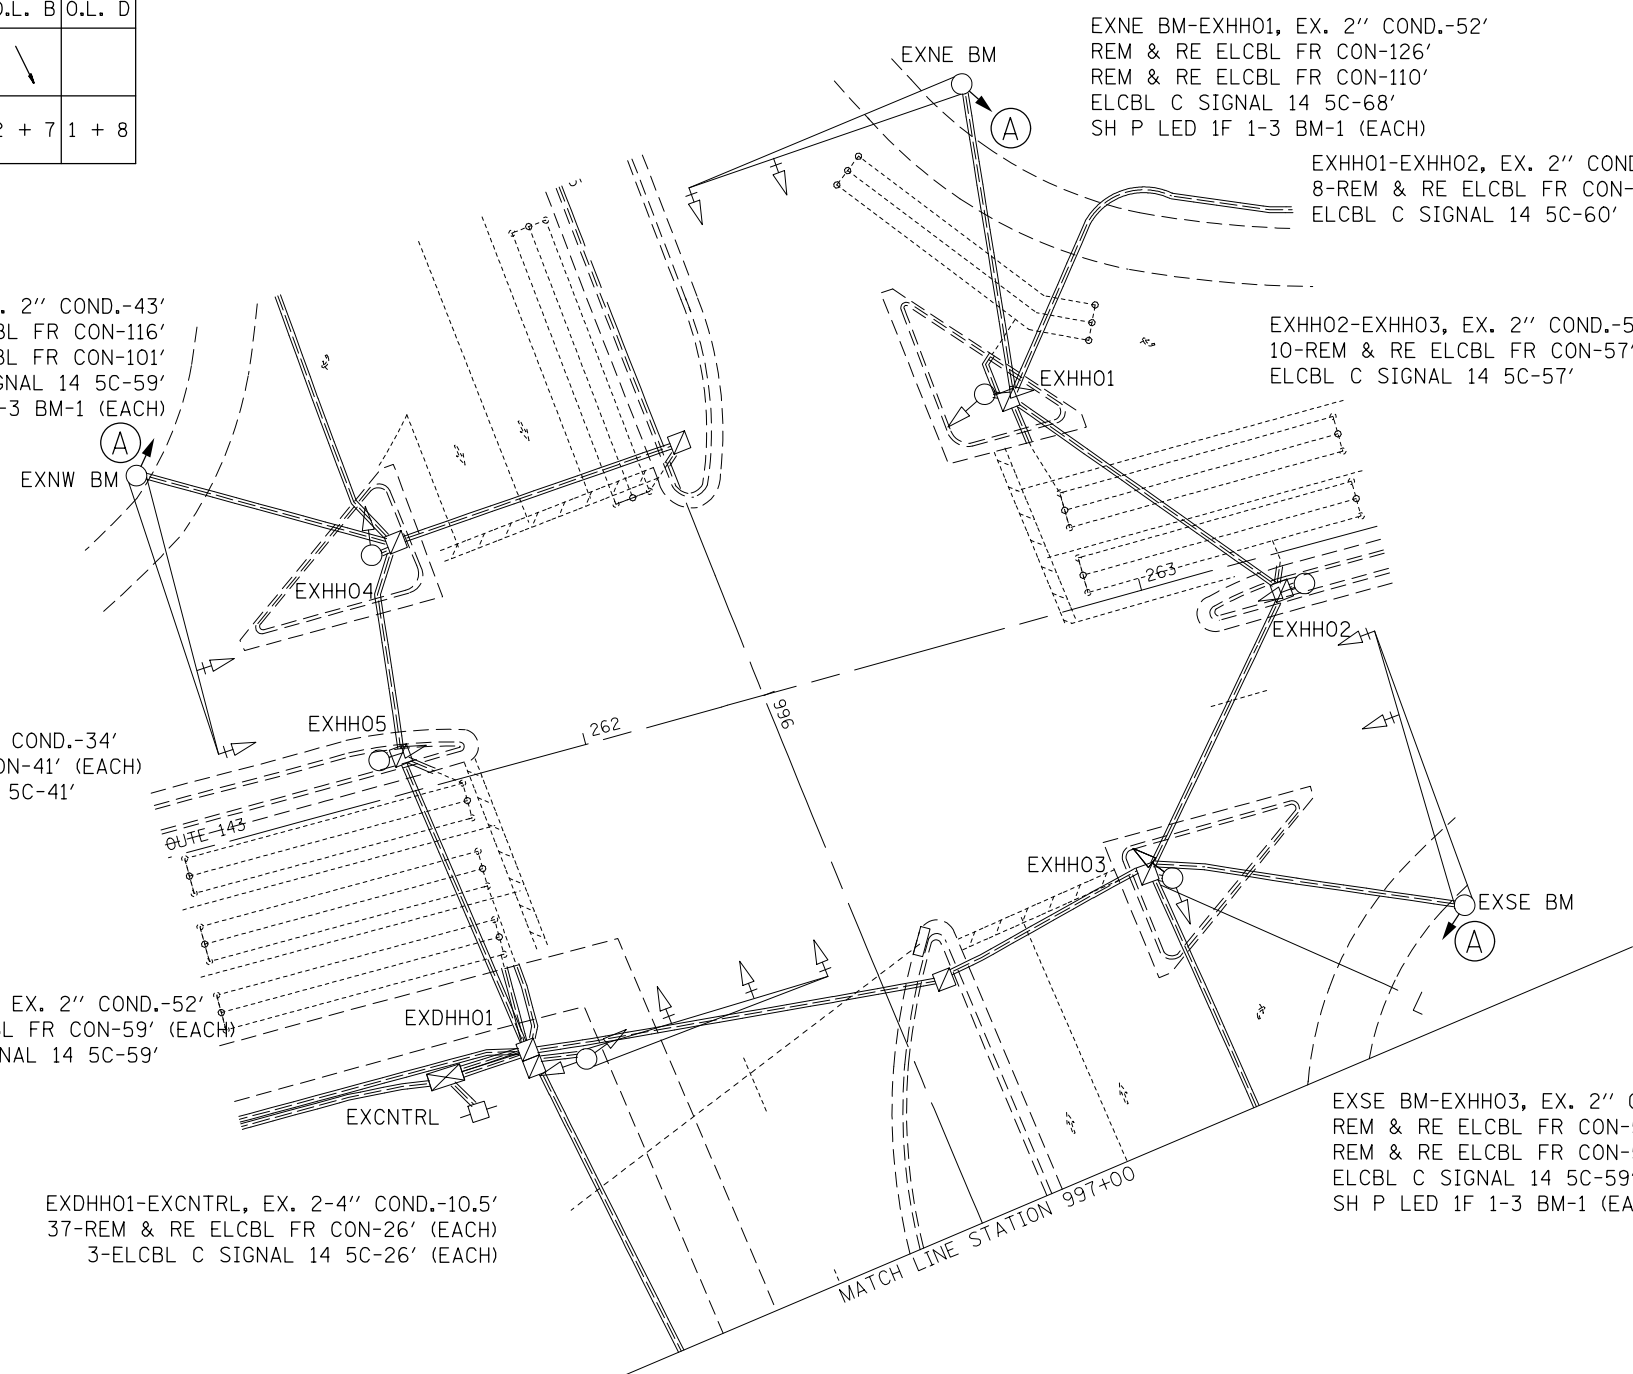 O.L. B O.L. D
2 + 7 1 + 8
EXNE BM
A
EXNE BM-EXHH01, EX. 2" COND.-52'
REM & RE ELCBL FR CON-126'
REM & RE ELCBL FR CON-110'
ELCBL C SIGNAL 14 5C-68'
SH P LED 1F 1-3 BM-1 (EACH)
EXHH01-EXHH02, EX. 2" COND
8-REM & RE ELCBL FR CON-
ELCBL C SIGNAL 14 5C-60'
. 2" COND.-43'
BL FR CON-116'
BL FR CON-101'
GNAL 14 5C-59'
-3 BM-1 (EACH)
EXHH02-EXHH03, EX. 2" COND.-5
10-REM & RE ELCBL FR CON-57'
ELCBL C SIGNAL 14 5C-57'
EXHH01
A
EXNW BM
EXHH04
263
EXHH02
EXHH05
262
996
COND.-34'
ON-41' (EACH)
5C-41'
OUTE 143
EXHH03
EXSE BM
A
EX. 2" COND.-52'
BL FR CON-59' (EACH)
NAL 14 5C-59'
EXDHH01
EXCNTRL
EXSE BM-EXHH03, EX. 2" C
REM & RE ELCBL FR CON-
REM & RE ELCBL FR CON-
ELCBL C SIGNAL 14 5C-59'
SH P LED 1F 1-3 BM-1 (EA
EXDHH01-EXCNTRL, EX. 2-4" COND.-10.5'
37-REM & RE ELCBL FR CON-26' (EACH)
3-ELCBL C SIGNAL 14 5C-26' (EACH)
MATCH LINE STATION 997+00